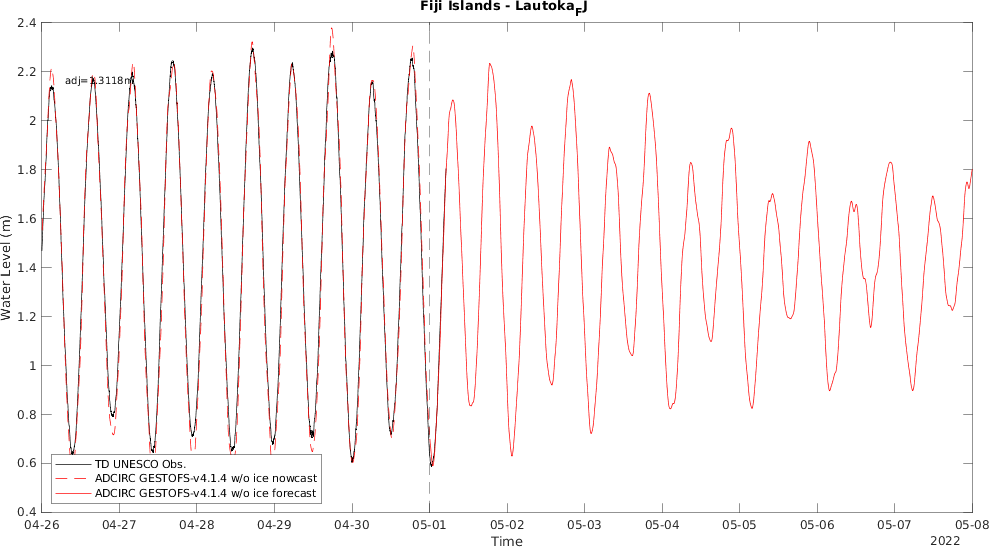 Fiji Islands - Lautoka_FJ
2.4
2.2
2
1.8
1.6
1.4
1.2
1
0.8
0.6
0.4
Water Level (m)
adj=1.3118m
TD UNESCO Obs.
ADCIRC GESTOFS-v4.1.4 w/o ice nowcast
ADCIRC GESTOFS-v4.1.4 w/o ice forecast
04-26 04-27 04-28 04-29 04-30 05-01 05-02 05-03 05-04 05-05 05-06 05-07 05-08
Time
2022